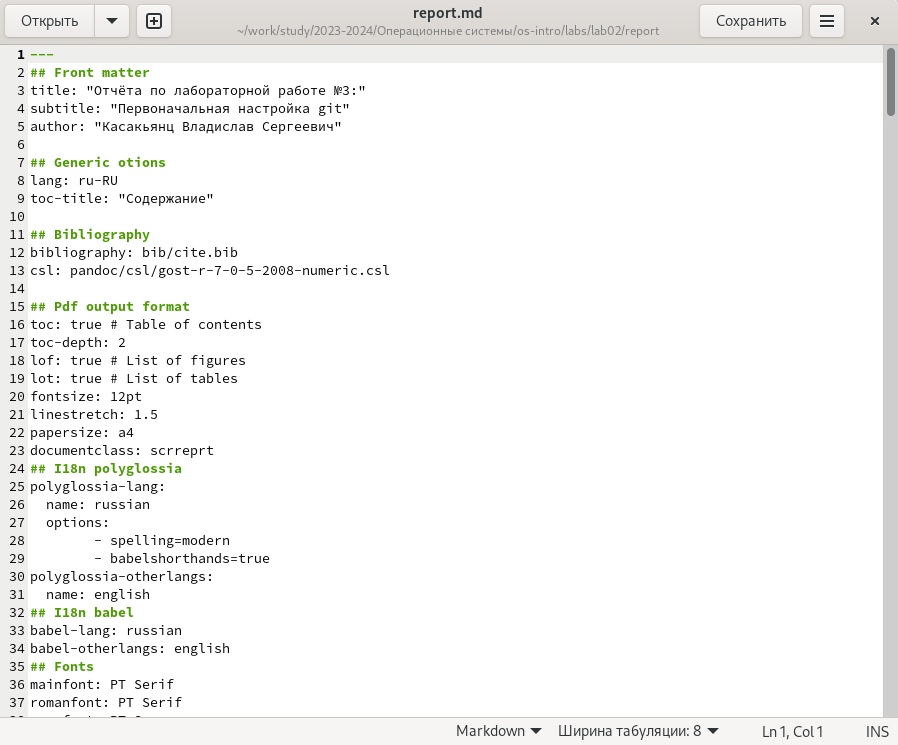 Открыть
report.md
~/work/study/2023-2024/Операционные системы/os-intro/labs/lab02/report
Сохранить
1 ---
2 ## Front matter
3 title: "Отчёта по лабораторной работе №3:"
4 subtitle: "Первоначальная настройка git"
5 author: "Касакьянц Владислав Сергеевич"
6
7 ## Generic otions
8 lang: ru-RU
9 toc-title: "Содержание"
10
11 ## Bibliography
12 bibliography: bib/cite.bib
13 csl: pandoc/csl/gost-r-7-0-5-2008-numeric.csl
14
15 ## Pdf output format
16 toc: true # Table of contents
17 toc-depth: 2
18 lof: true # List of figures
19 lot: true # List of tables
20 fontsize: 12pt
21 linestretch: 1.5
22 papersize: a4
23 documentclass: scrreprt
24 ## I18n polyglossia
25 polyglossia-lang:
26   name: russian
27   options:
28         - spelling=modern
29         - babelshorthands=true
30 polyglossia-otherlangs:
31   name: english
32 ## I18n babel
33 babel-lang: russian
34 babel-otherlangs: english
35 ## Fonts
36 mainfont: PT Serif
37 romanfont: PT Serif
Markdown
Ширина табуляции: 8
Ln 1, Col 1
INS